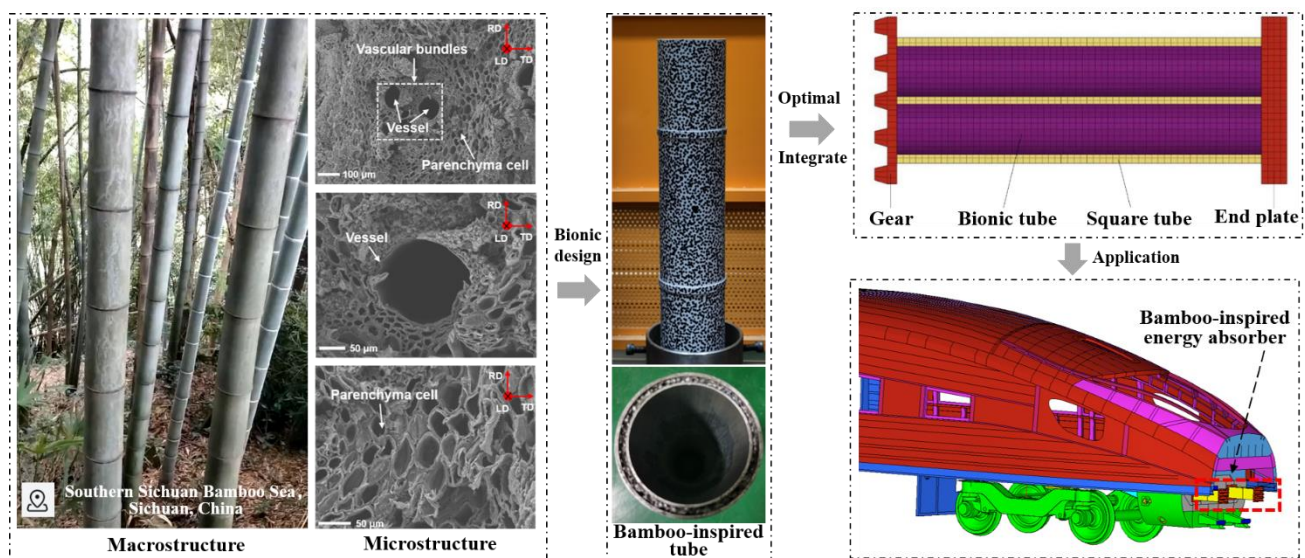 RD
LD
TD
Vascular bundles
Vessel
Parenchyma cell
100 μm
RD
LD
TD
Vessel
50 μm
RD
LD
TD
Parenchyma cell
50 μm
Southern Sichuan Bamboo Sea,
Sichuan, China
Macrostructure
Microstructure
Bionic
design
Bamboo-inspired
tube
Optimal
Integrate
Gear
Bionic tube
Square tube
End plate
Application
Bamboo-inspired
energy absorber